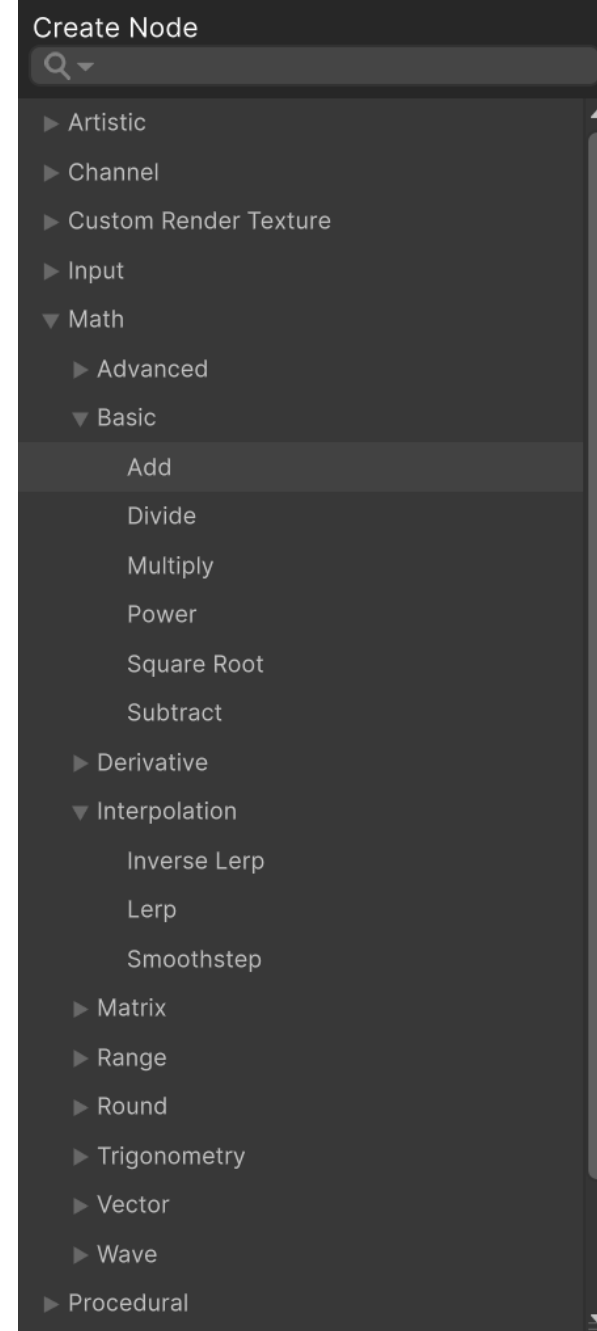 Create Node
Artistic
Channel
Custom Render Texture
Input
Math
Advanced
Basic
Add
Divide
Multiply
Power
Square Root
Subtract
Derivative
Interpolation
Inverse Lerp
Lerp
Smoothstep
Matrix
Range
Round
Trigonometry
Vector
Wave
Procedural